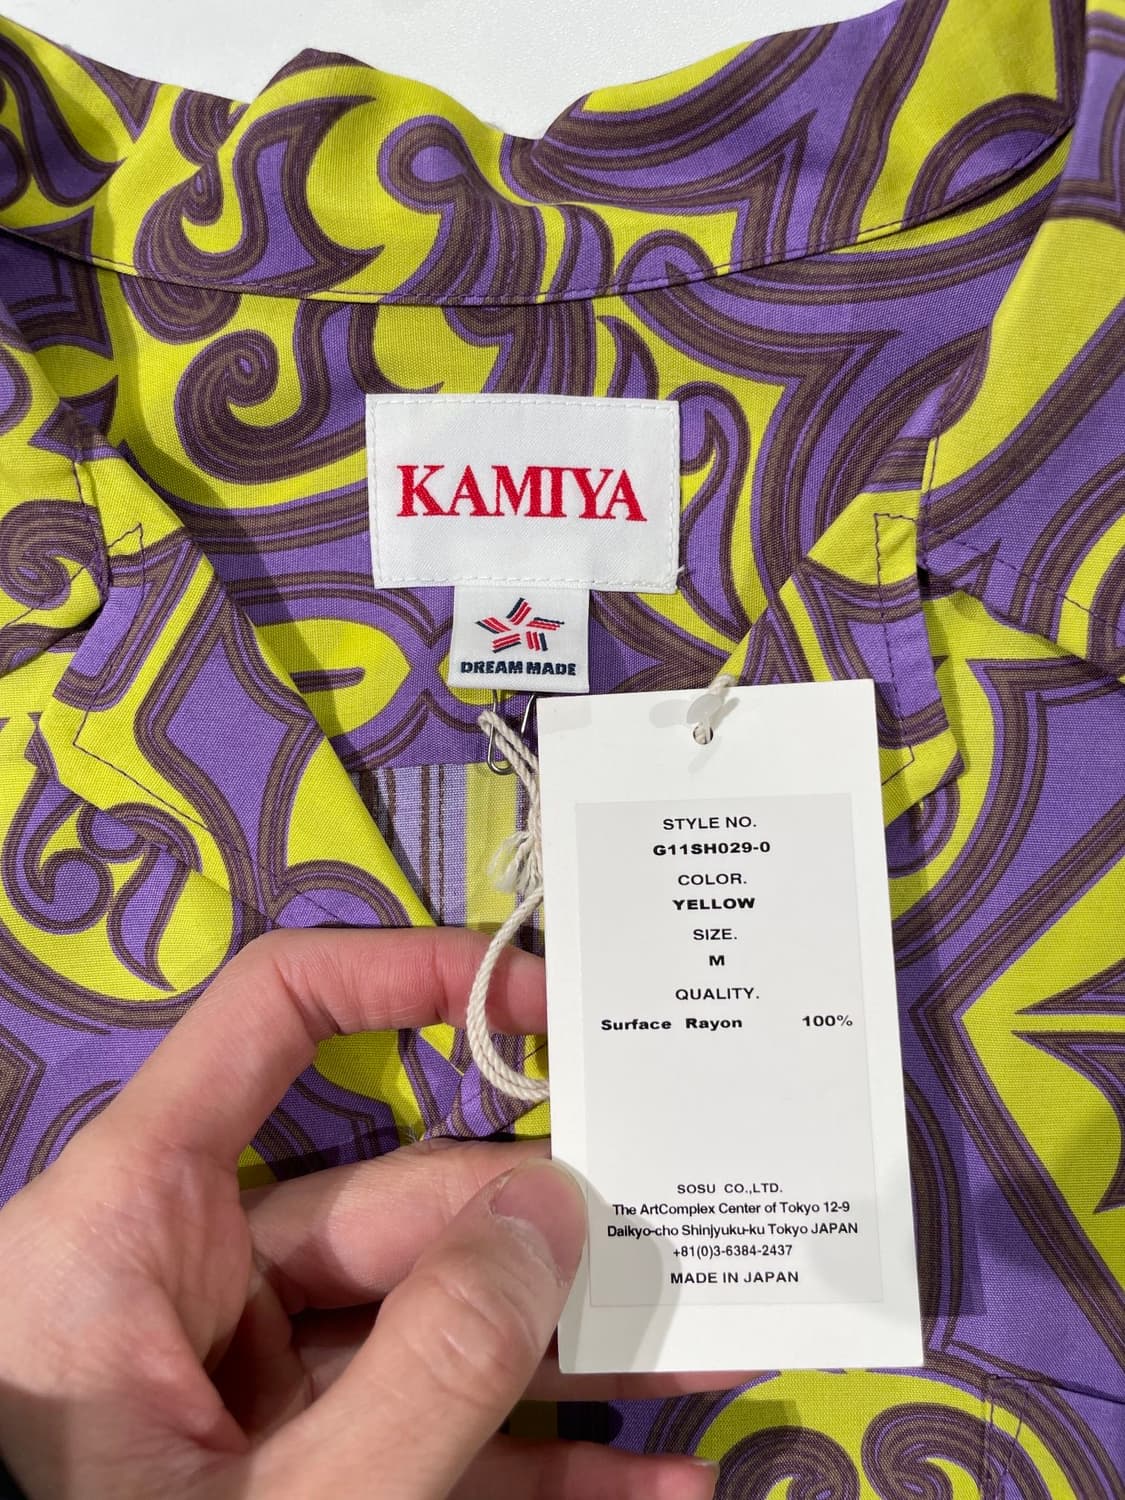 KAMIYA
DREAM MADE
STYLE NO.
G11SH029-0
COLOR.
YELLOW
SIZE.
M
QUALITY.
Surface Rayon 100%
SOSU CO.,LTD.
The ArtComplex Center of Tokyo 12-9
Daikyo-cho Shinjyuku-ku Tokyo JAPAN
+81(0)3-6384-2437
MADE IN JAPAN